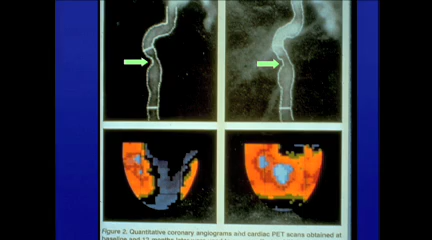 Figure 2. Quantitative coronary angiograms and cardiac PET scans obtained at
baseline and 12 months later